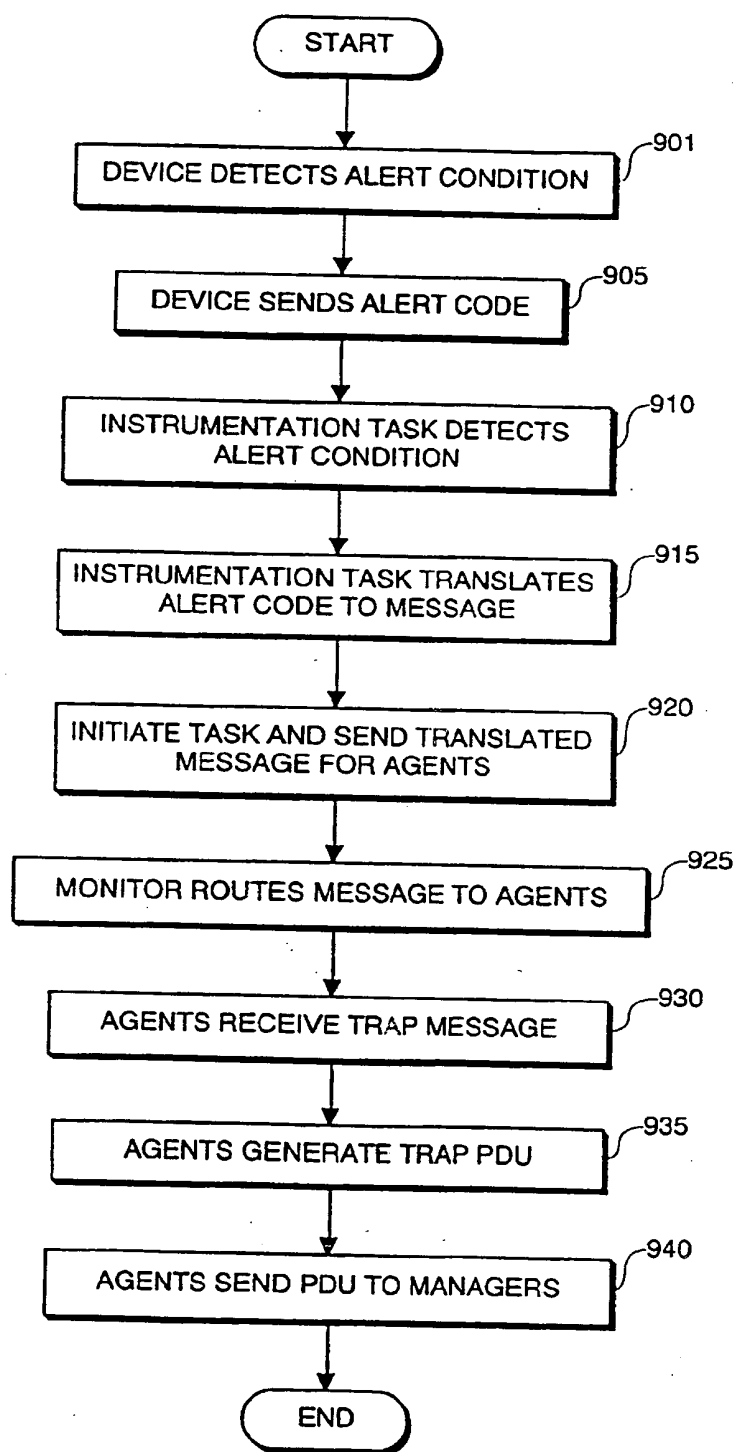 START
901
DEVICE DETECTS ALERT CONDITION
905
DEVICE SENDS ALERT CODE
910
INSTRUMENTATION TASK DETECTS
ALERT CONDITION
915
INSTRUMENTATION TASK TRANSLATES
ALERT CODE TO MESSAGE
920
INITIATE TASK AND SEND TRANSLATED
MESSAGE FOR AGENTS
925
MONITOR ROUTES MESSAGE TO AGENTS
930
AGENTS RECEIVE TRAP MESSAGE
935
AGENTS GENERATE TRAP PDU
940
AGENTS SEND PDU TO MANAGERS
END